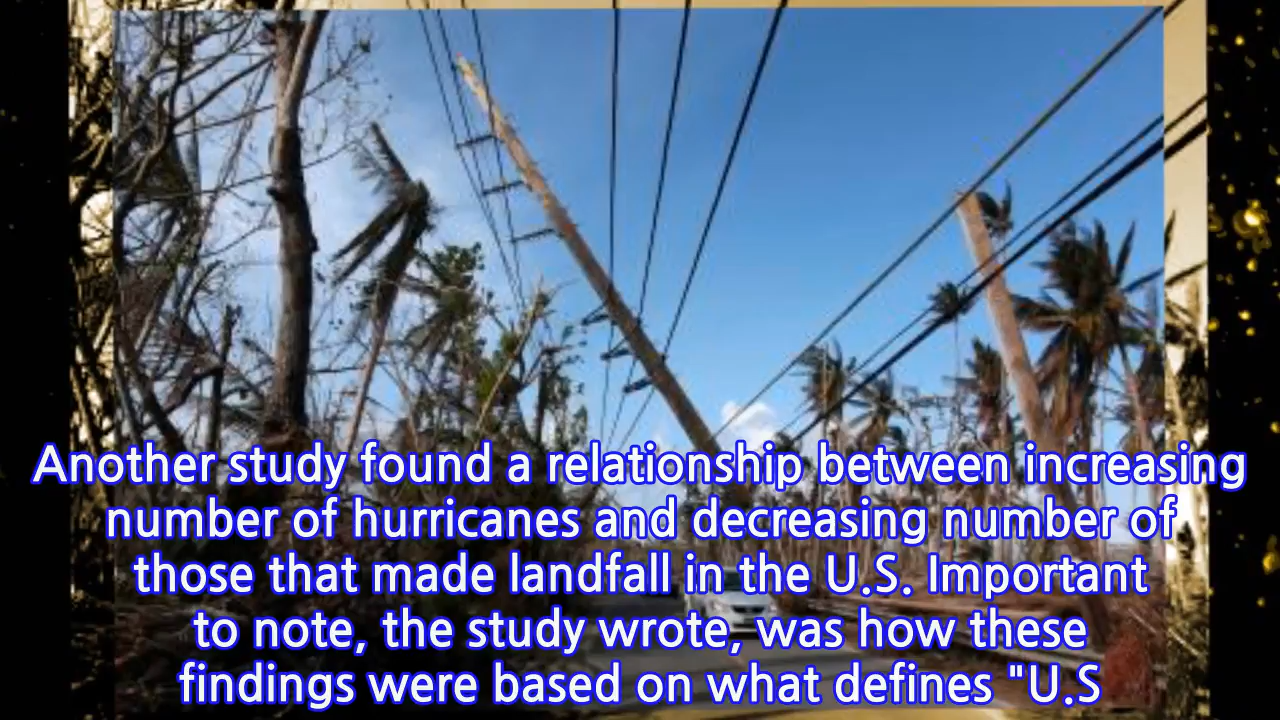 Another study found a relationship between increasing
number of hurricanes and decreasing number of
those that made landfall in the U.S. Important
to note, the study wrote, was how these
findings were based on what defines "U.S